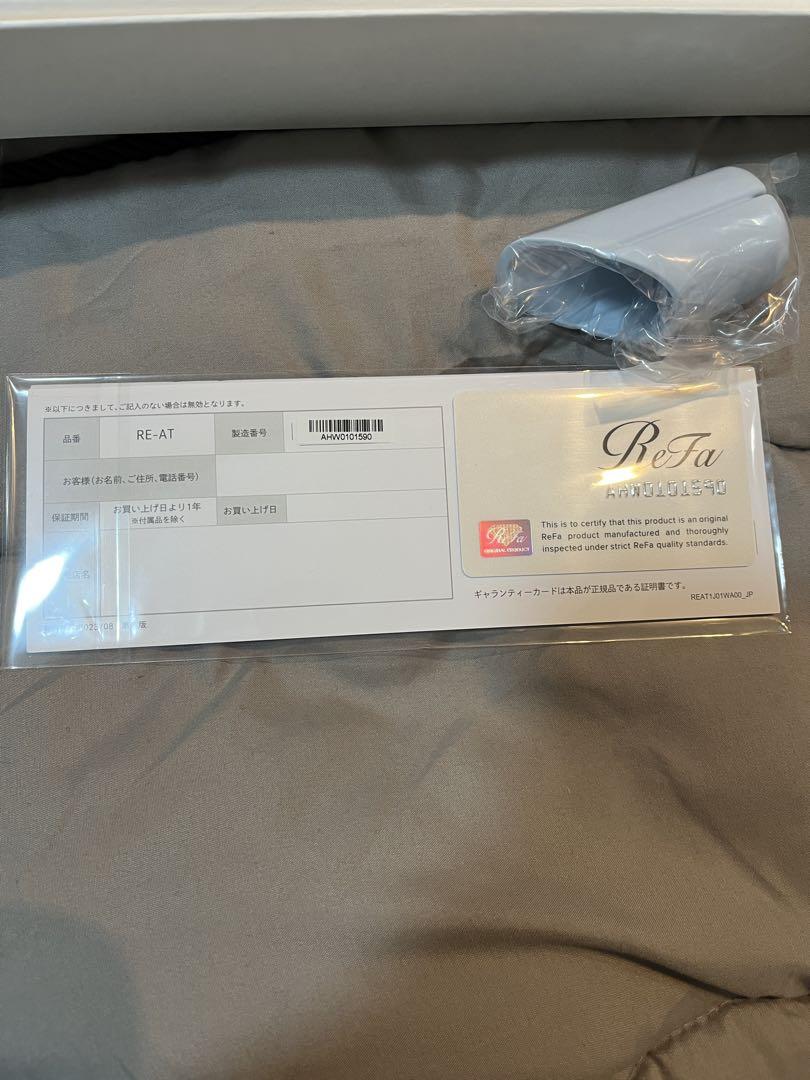 ※以下につきまして、ご記入のない場合は無効となります。
品番
RE-AT
製造番号
AHW0101590
お客様(お名前、ご住所、電話番号)
保証期間
お買い上げ日より1年
※付属品を除く
お買い上げ日
店名
版
ReFa
AHW0101590
ReFa
ORIGINAL PRODUCT
This is to certify that this product is an original
ReFa product manufactured and thoroughly
inspected under strict ReFa quality standards.
ギャランティーカードは本品が正規品である証明書です。
REAT1J01WA00_JP